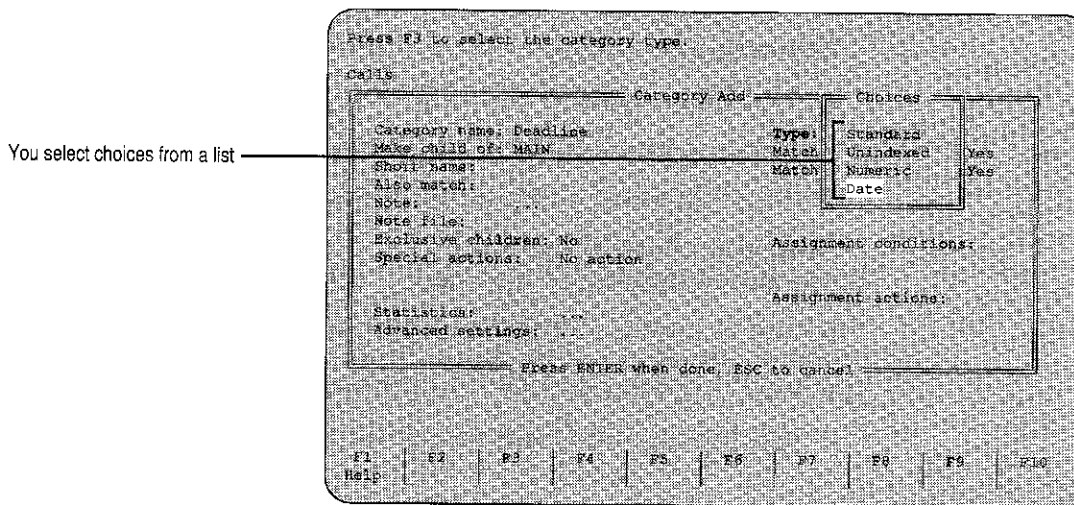 Press F3 to select the category type.
Calls
Category Add
Choices
Category name: Deadline
Type: Standard
You select choices from a list
Make child of: MAIN
Match Unindexed Yes
Short name:
Match Numeric Yes
Also match:
Date
Note: ...
Note file:
Exclusive children: No
Assignment conditions:
Special actions: No action
Assignment actions:
Statistics: ...
Advanced settings: ...
Press ENTER when done, ESC to cancel
F1 F2 F3 F4 F5 F6 F7 F8 F9 F10
Help